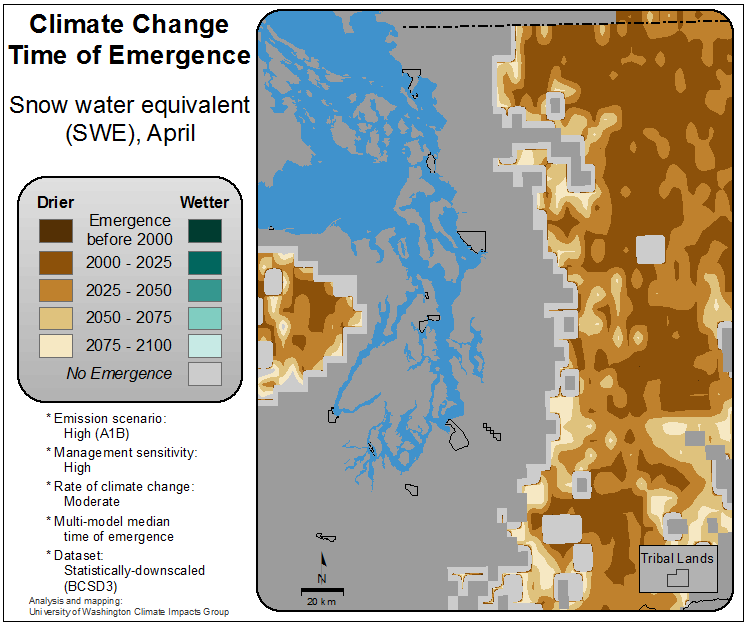 Climate Change
Time of Emergence
Snow water equivalent
(SWE), April
Drier Wetter
Emergence
before 2000
2000 - 2025
2025 - 2050
2050 - 2075
2075 - 2100
No Emergence
* Emission scenario:
High (A1B)
* Management sensitivity:
High
* Rate of climate change:
Moderate
* Multi-model median
time of emergence
* Dataset:
Statistically-downscaled
(BCSD3)
Analysis and mapping:
University of Washington Climate Impacts Group
N
20 km
Tribal Lands